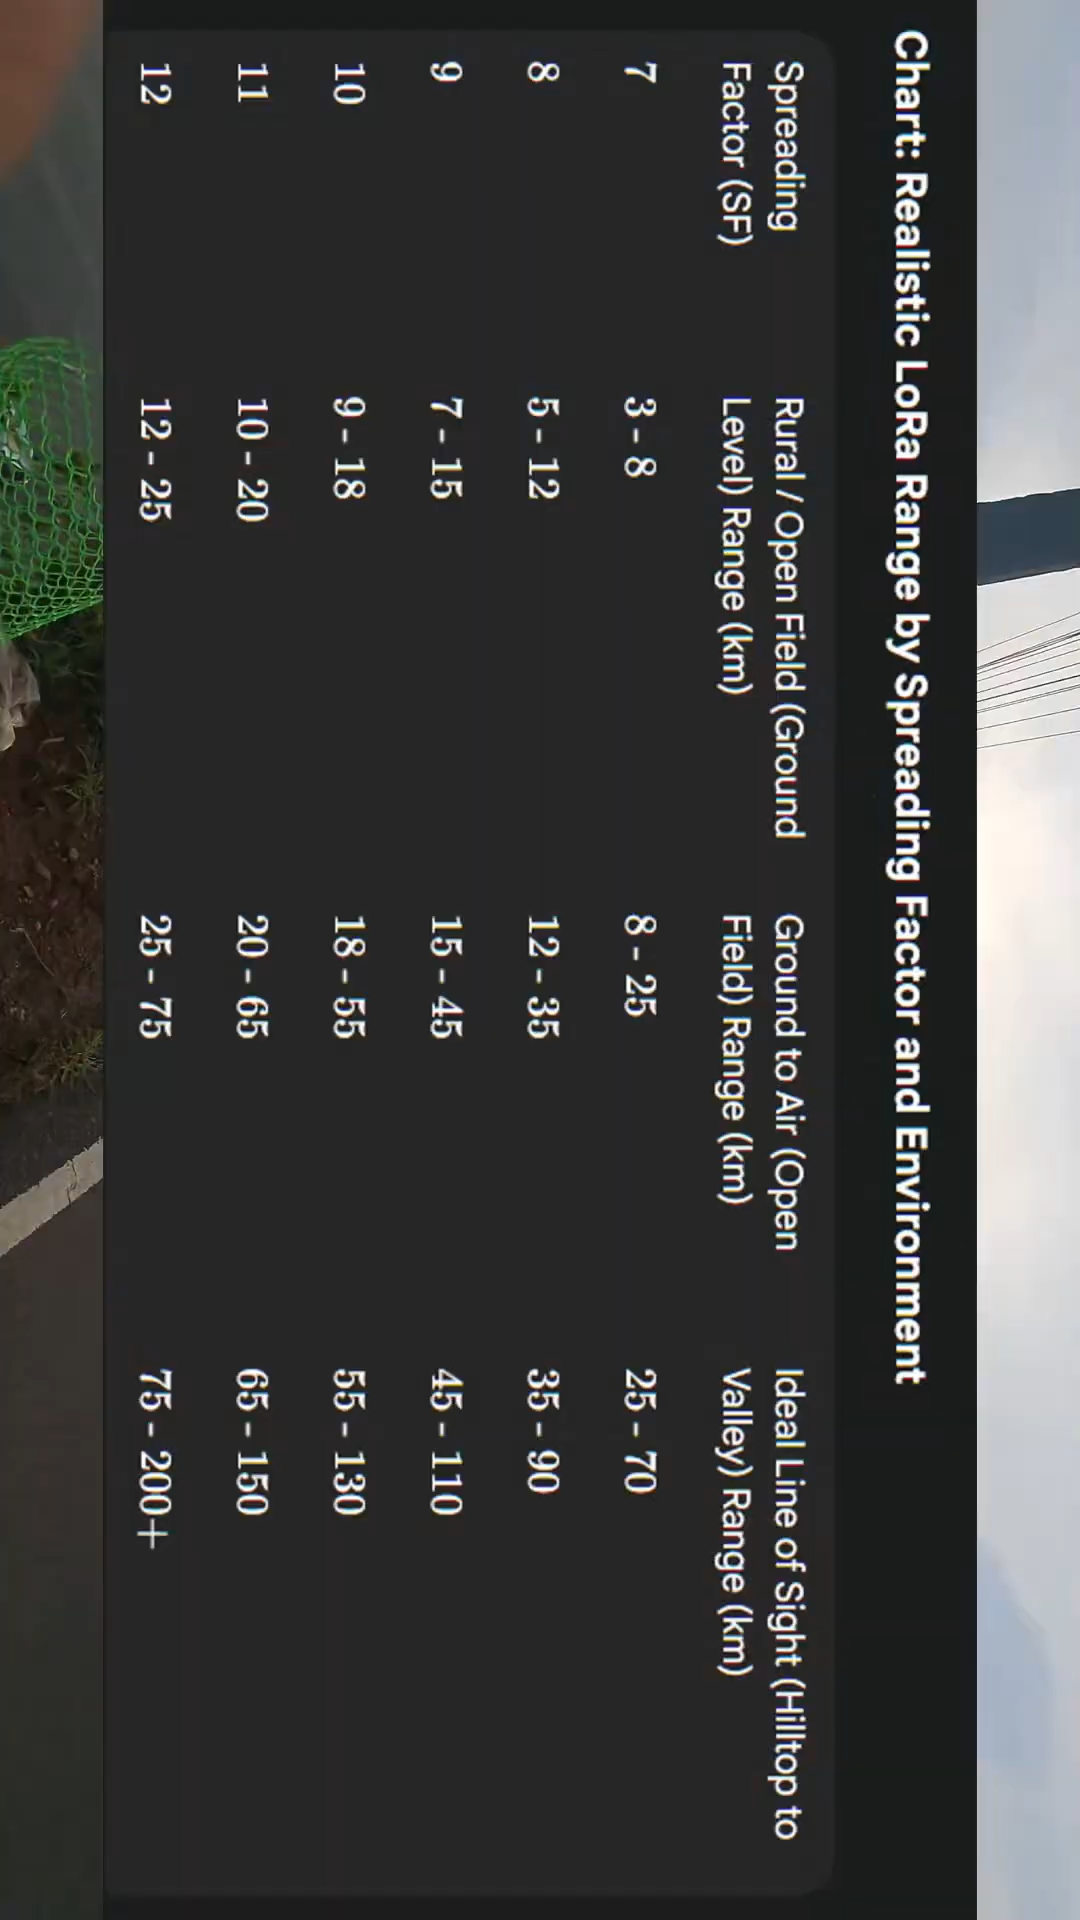 Chart: Realistic LoRa Range by Spreading Factor and Environment
Spreading Factor (SF) Rural / Open Field (Ground Level) Range (km) Ground to Air (Open Field) Range (km) Ideal Line of Sight (Hilltop to Valley) Range (km)
7 3 - 8 8 - 25 25 - 70
8 5 - 12 12 - 35 35 - 90
9 7 - 15 15 - 45 45 - 110
10 9 - 18 18 - 55 55 - 130
11 10 - 20 20 - 65 65 - 150
12 12 - 25 25 - 75 75 - 200+